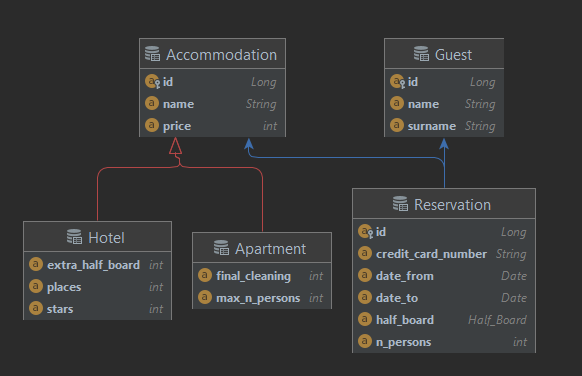 Accommodation
id Long
name String
price int
Guest
id Long
name String
surname String
Hotel
extra_half_board int
places int
stars int
Apartment
final_cleaning int
max_n_persons int
Reservation
id Long
credit_card_number String
date_from Date
date_to Date
half_board Half_Board
n_persons int